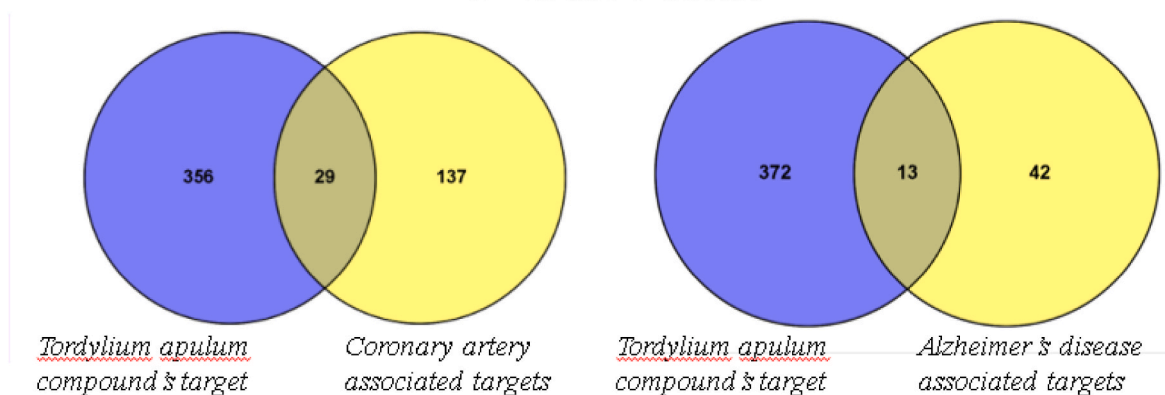 356
29
137
Tordylium apulum
compound's target
Coronary artery
associated targets
372
13
42
Tordylium apulum
compound's target
Alzheimer's disease
associated targets